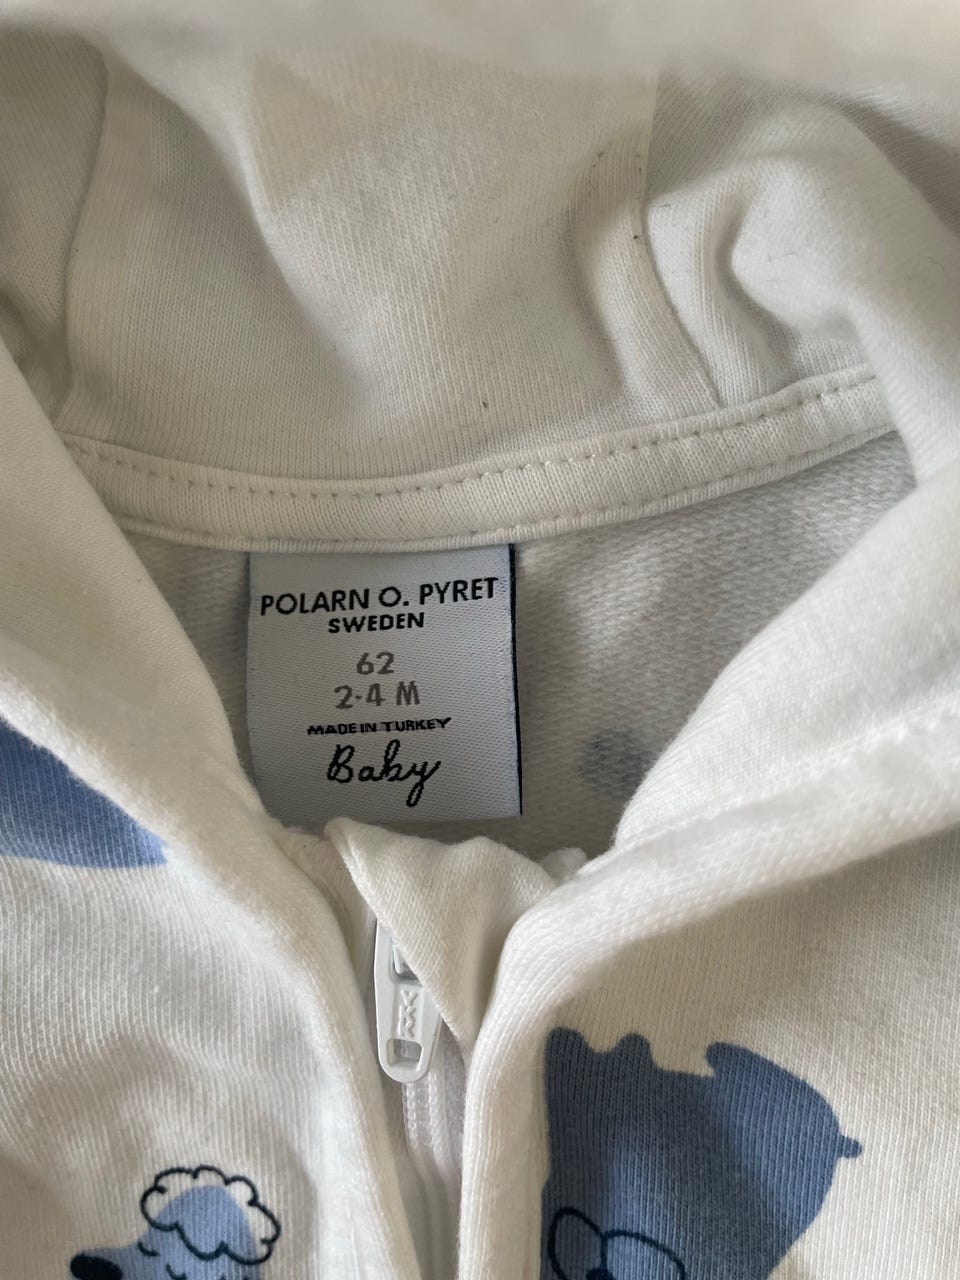 POLARN O. PYRET
SWEDEN
62
2-4 M
MADE IN TURKEY
Baby